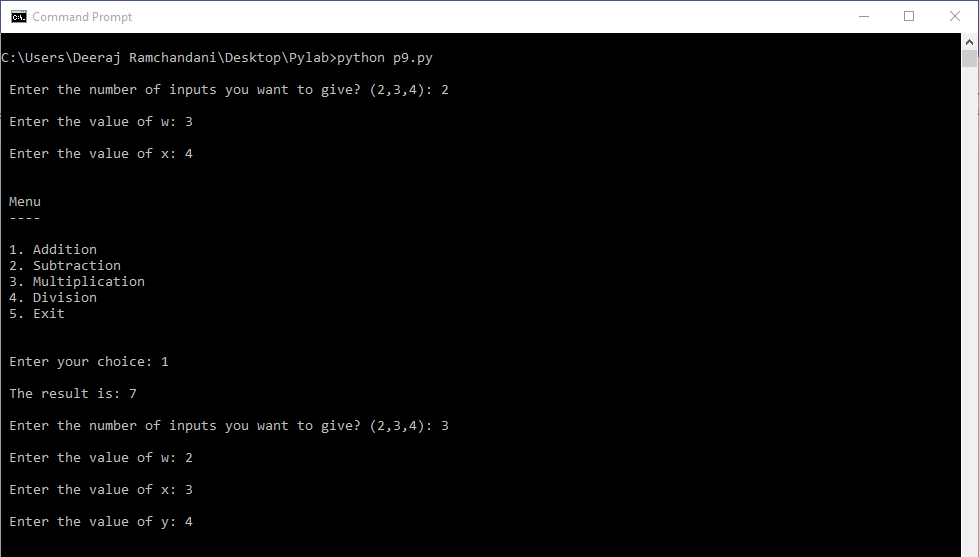 Command Prompt
C:\Users\Deeraj Ramchandani\Desktop\Pylab>python p9.py
Enter the number of inputs you want to give? (2,3,4): 2
Enter the value of w: 3
Enter the value of x: 4
Menu
----
1. Addition
2. Subtraction
3. Multiplication
4. Division
5. Exit
Enter your choice: 1
The result is: 7
Enter the number of inputs you want to give? (2,3,4): 3
Enter the value of w: 2
Enter the value of x: 3
Enter the value of y: 4